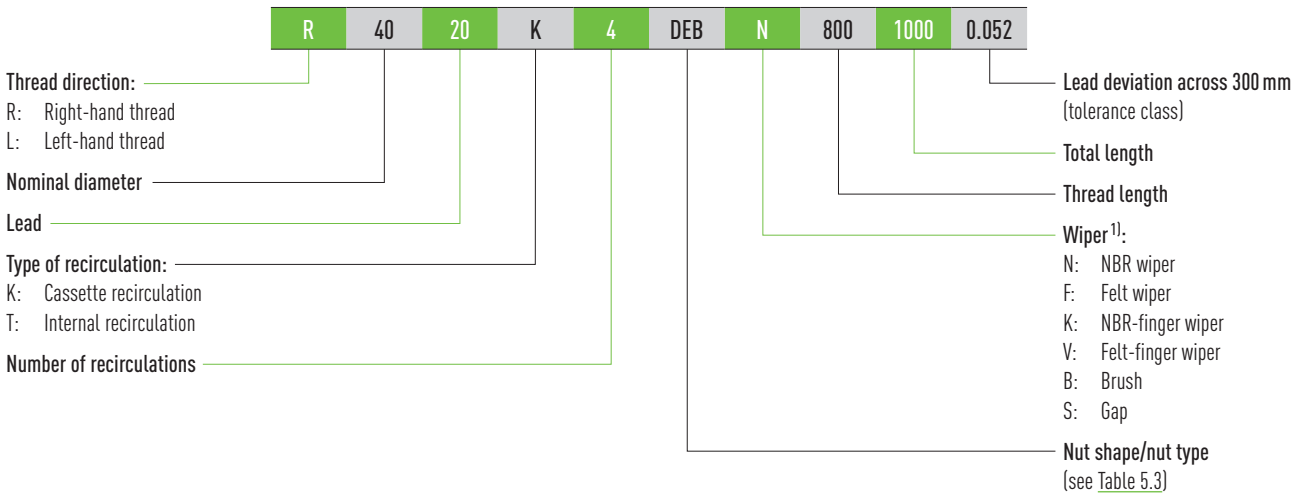 R 40 20 K 4 DEB N 800 1000 0.052
Thread direction:
R: Right-hand thread
L: Left-hand thread
Nominal diameter
Lead
Type of recirculation:
K: Cassette recirculation
T: Internal recirculation
Number of recirculations
Lead deviation across 300 mm
(tolerance class)
Total length
Thread length
Wiper 1):
N: NBR wiper
F: Felt wiper
K: NBR-finger wiper
V: Felt-finger wiper
B: Brush
S: Gap
Nut shape/nut type
(see Table 5.3)